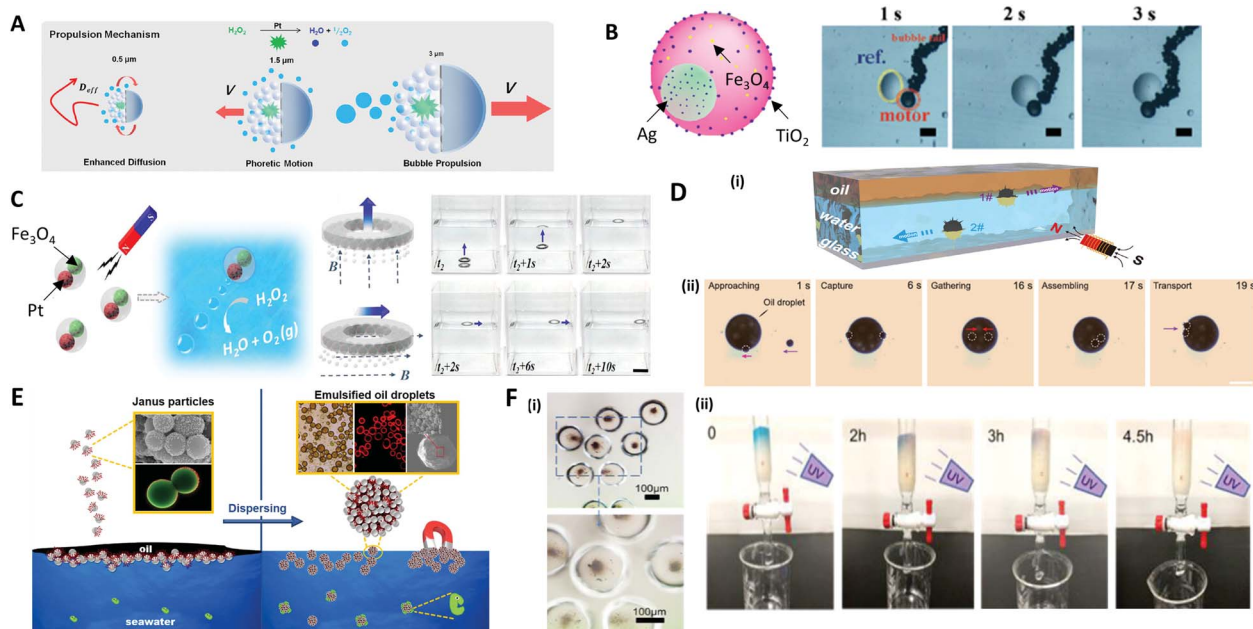 A
Propulsion Mechanism
H₂O₂ Pt H₂O + ½O₂
0.5 μm
1.5 μm
3 μm
D_eff
V
V
Enhanced Diffusion
Phoretic Motion
Bubble Propulsion
B
Fe₃O₄
Ag
TiO₂
1 s
2 s
3 s
bubble tail
ref.
motor
C
Fe₃O₄
Pt
H₂O₂
H₂O + O₂(g)
B
B
t₂
t₂+1s
t₂+2s
t₂+2s
t₂+6s
t₂+10s
D
(i)
oil
water
glass
1#
2#
N
S
(ii)
Approaching 1 s
Oil droplet
Capture 6 s
Gathering 16 s
Assembling 17 s
Transport 19 s
E
Janus particles
Emulsified oil droplets
Dispersing
oil
seawater
F
(i)
100μm
100μm
(ii)
0
2h
3h
4.5h
UV
UV
UV
UV